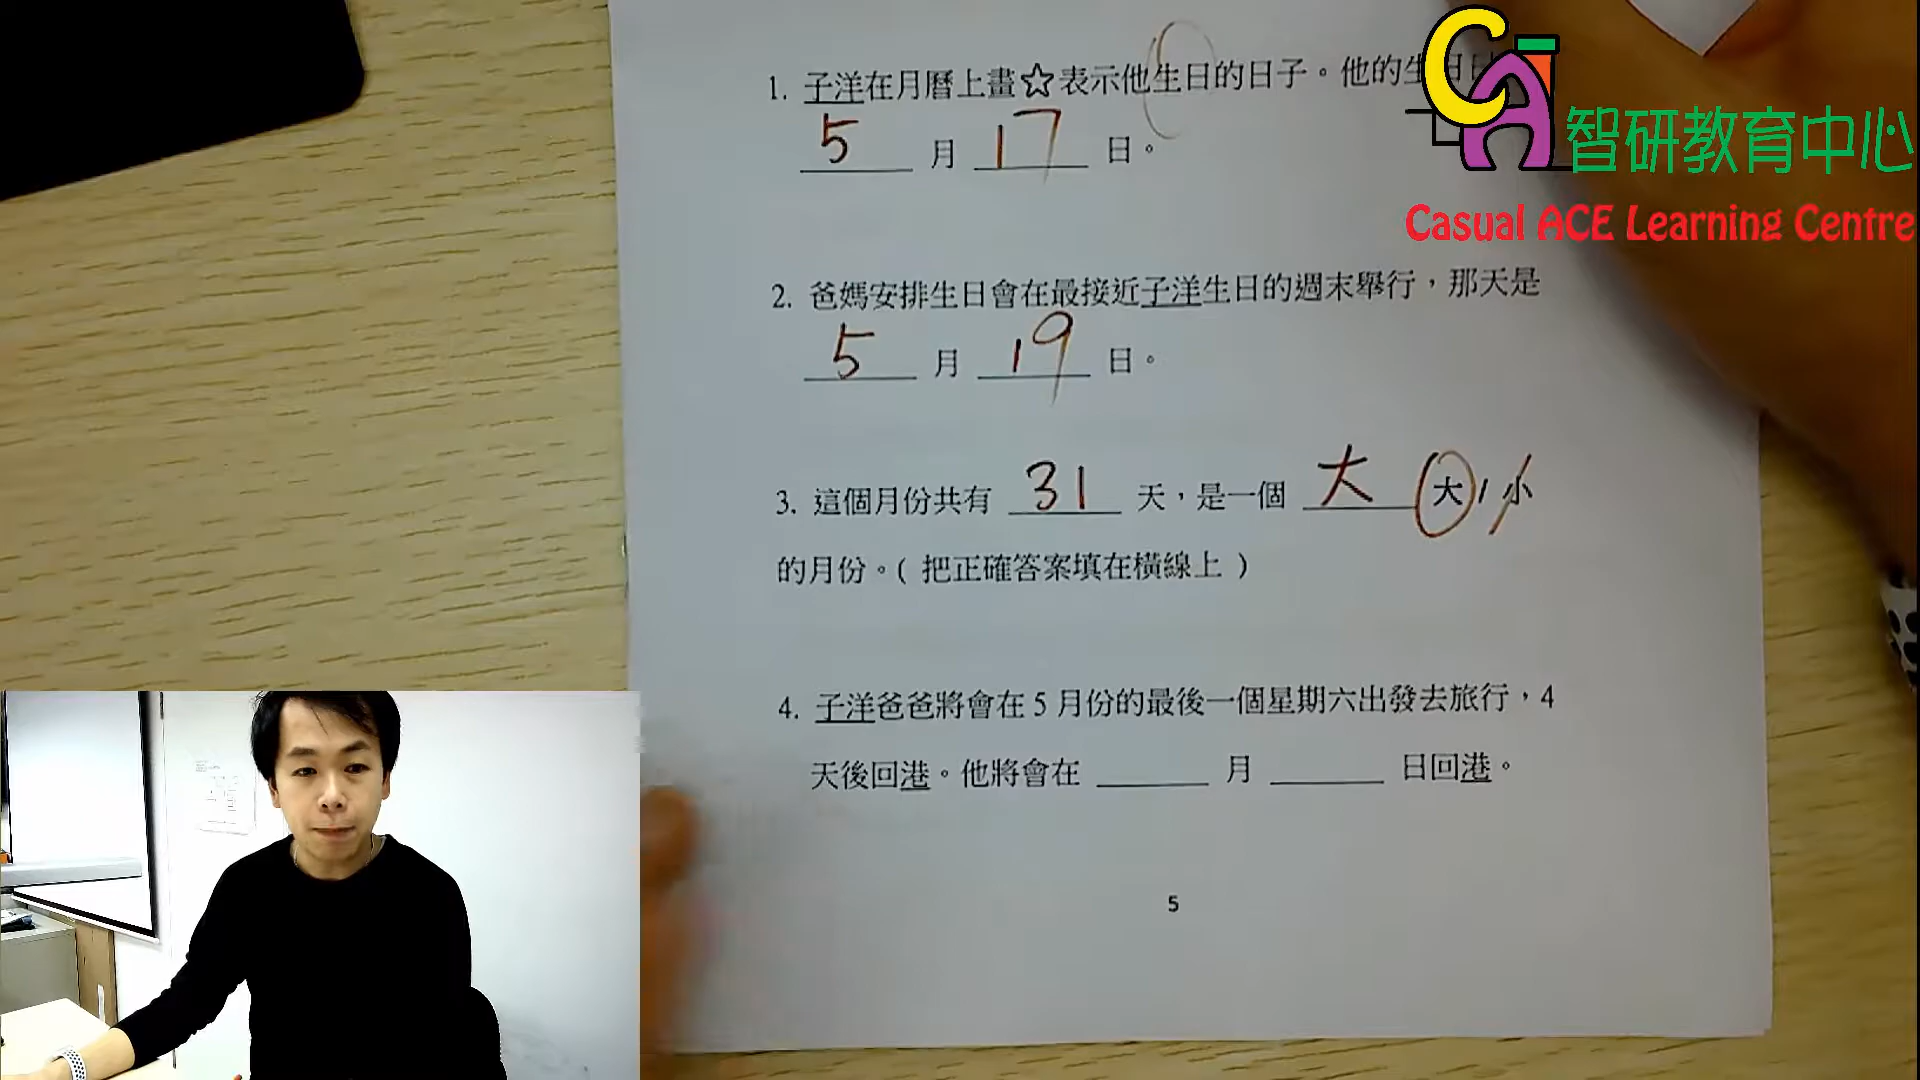 1. 子洋在月曆上畫☆表示他生日的日子。他的生日日
5 月 17 日。
CA 智研教育中心
Casual ACE Learning Centre
2. 爸媽安排生日會在最接近子洋生日的週末舉行，那天是
5 月 19 日。
3. 這個月份共有 31 天，是一個 大 大/小
的月份。( 把正確答案填在橫線上 )
4. 子洋爸爸將會在 5 月份的最後一個星期六出發去旅行，4
天後回港。他將會在 ______ 月 ______ 日回港。
5